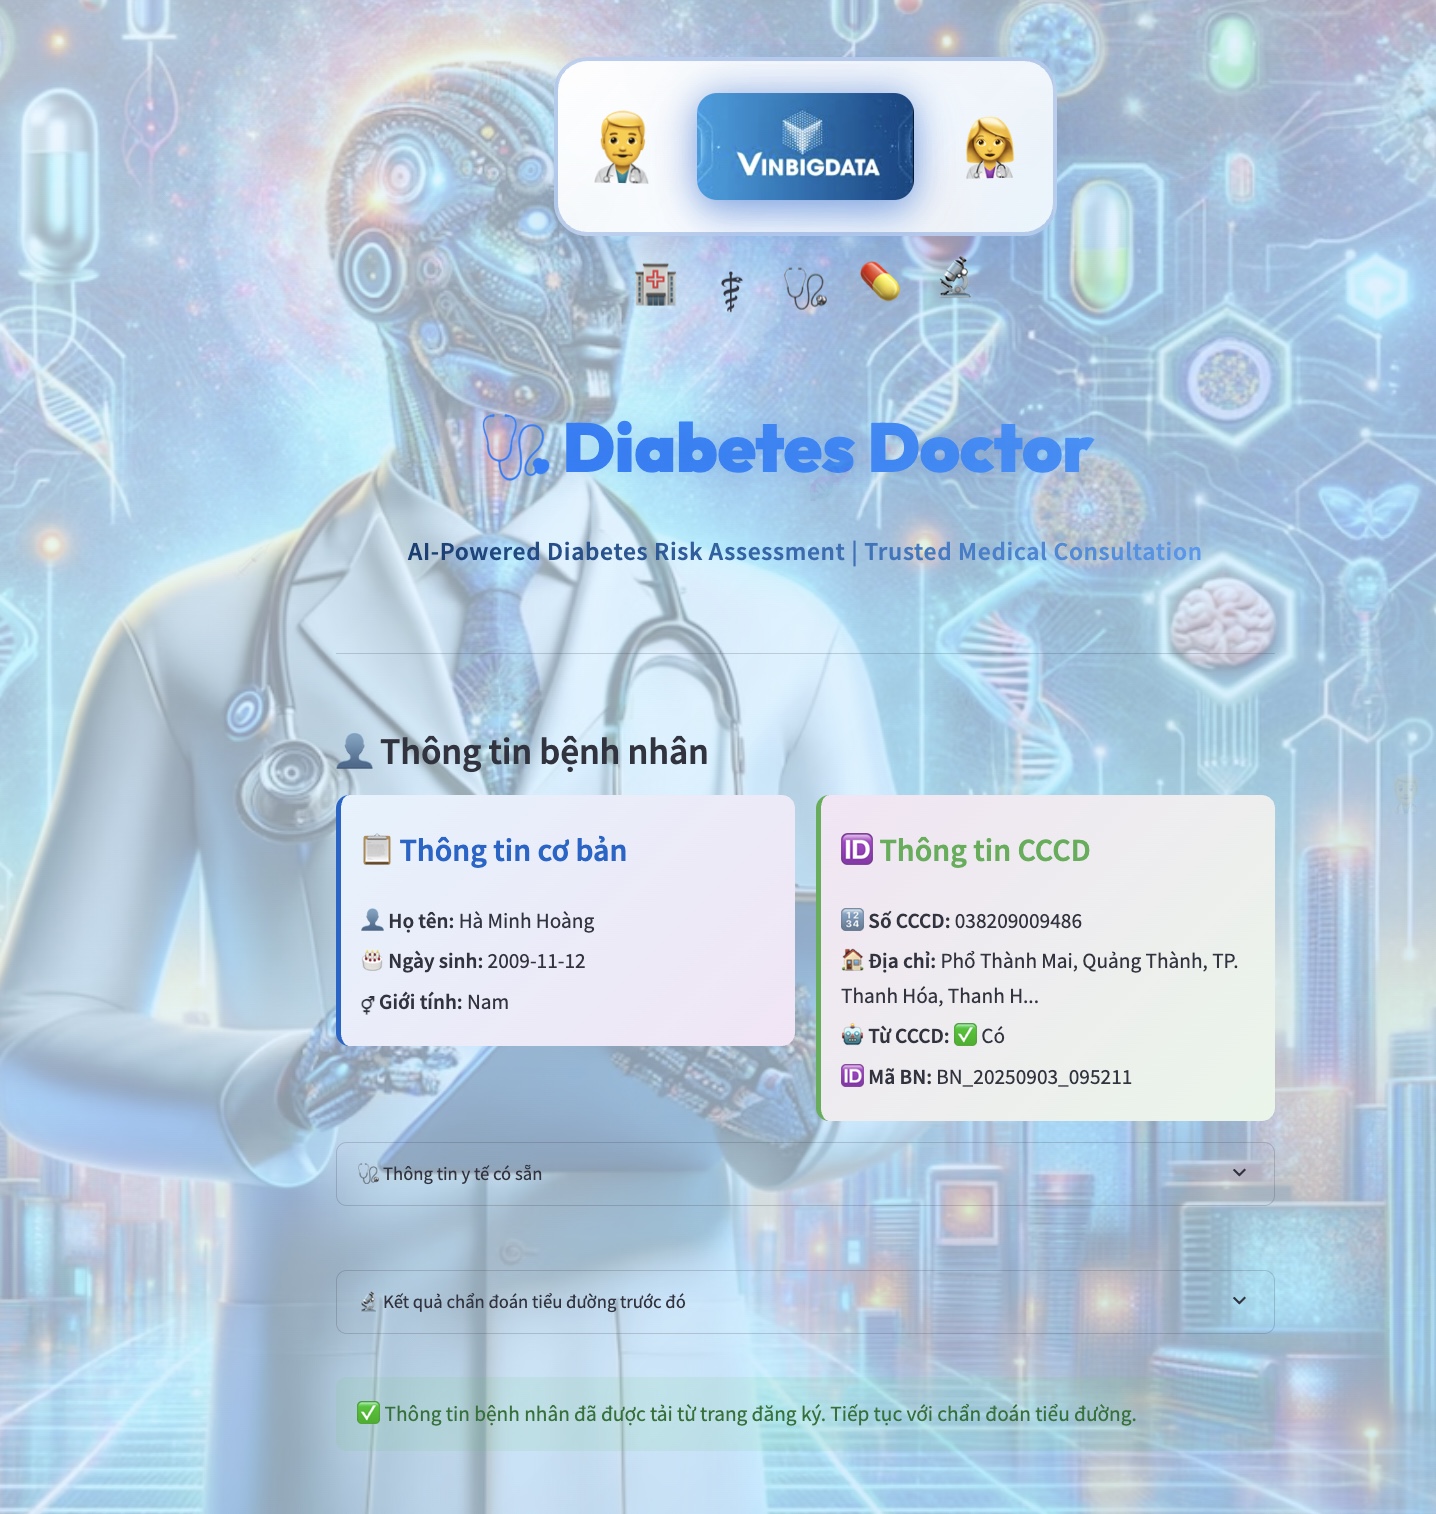 VINBIGDATA
Diabetes Doctor
AI-Powered Diabetes Risk Assessment | Trusted Medical Consultation
Thông tin bệnh nhân
Thông tin cơ bản
Họ tên: Hà Minh Hoàng
Ngày sinh: 2009-11-12
Giới tính: Nam
ID Thông tin CCCD
Số CCCD: 038209009486
Địa chỉ: Phổ Thành Mai, Quảng Thành, TP.
Thanh Hóa, Thanh H...
Từ CCCD: ✅ Có
ID Mã BN: BN_20250903_095211
Thông tin y tế có sẵn
Kết quả chẩn đoán tiểu đường trước đó
✅ Thông tin bệnh nhân đã được tải từ trang đăng ký. Tiếp tục với chẩn đoán tiểu đường.